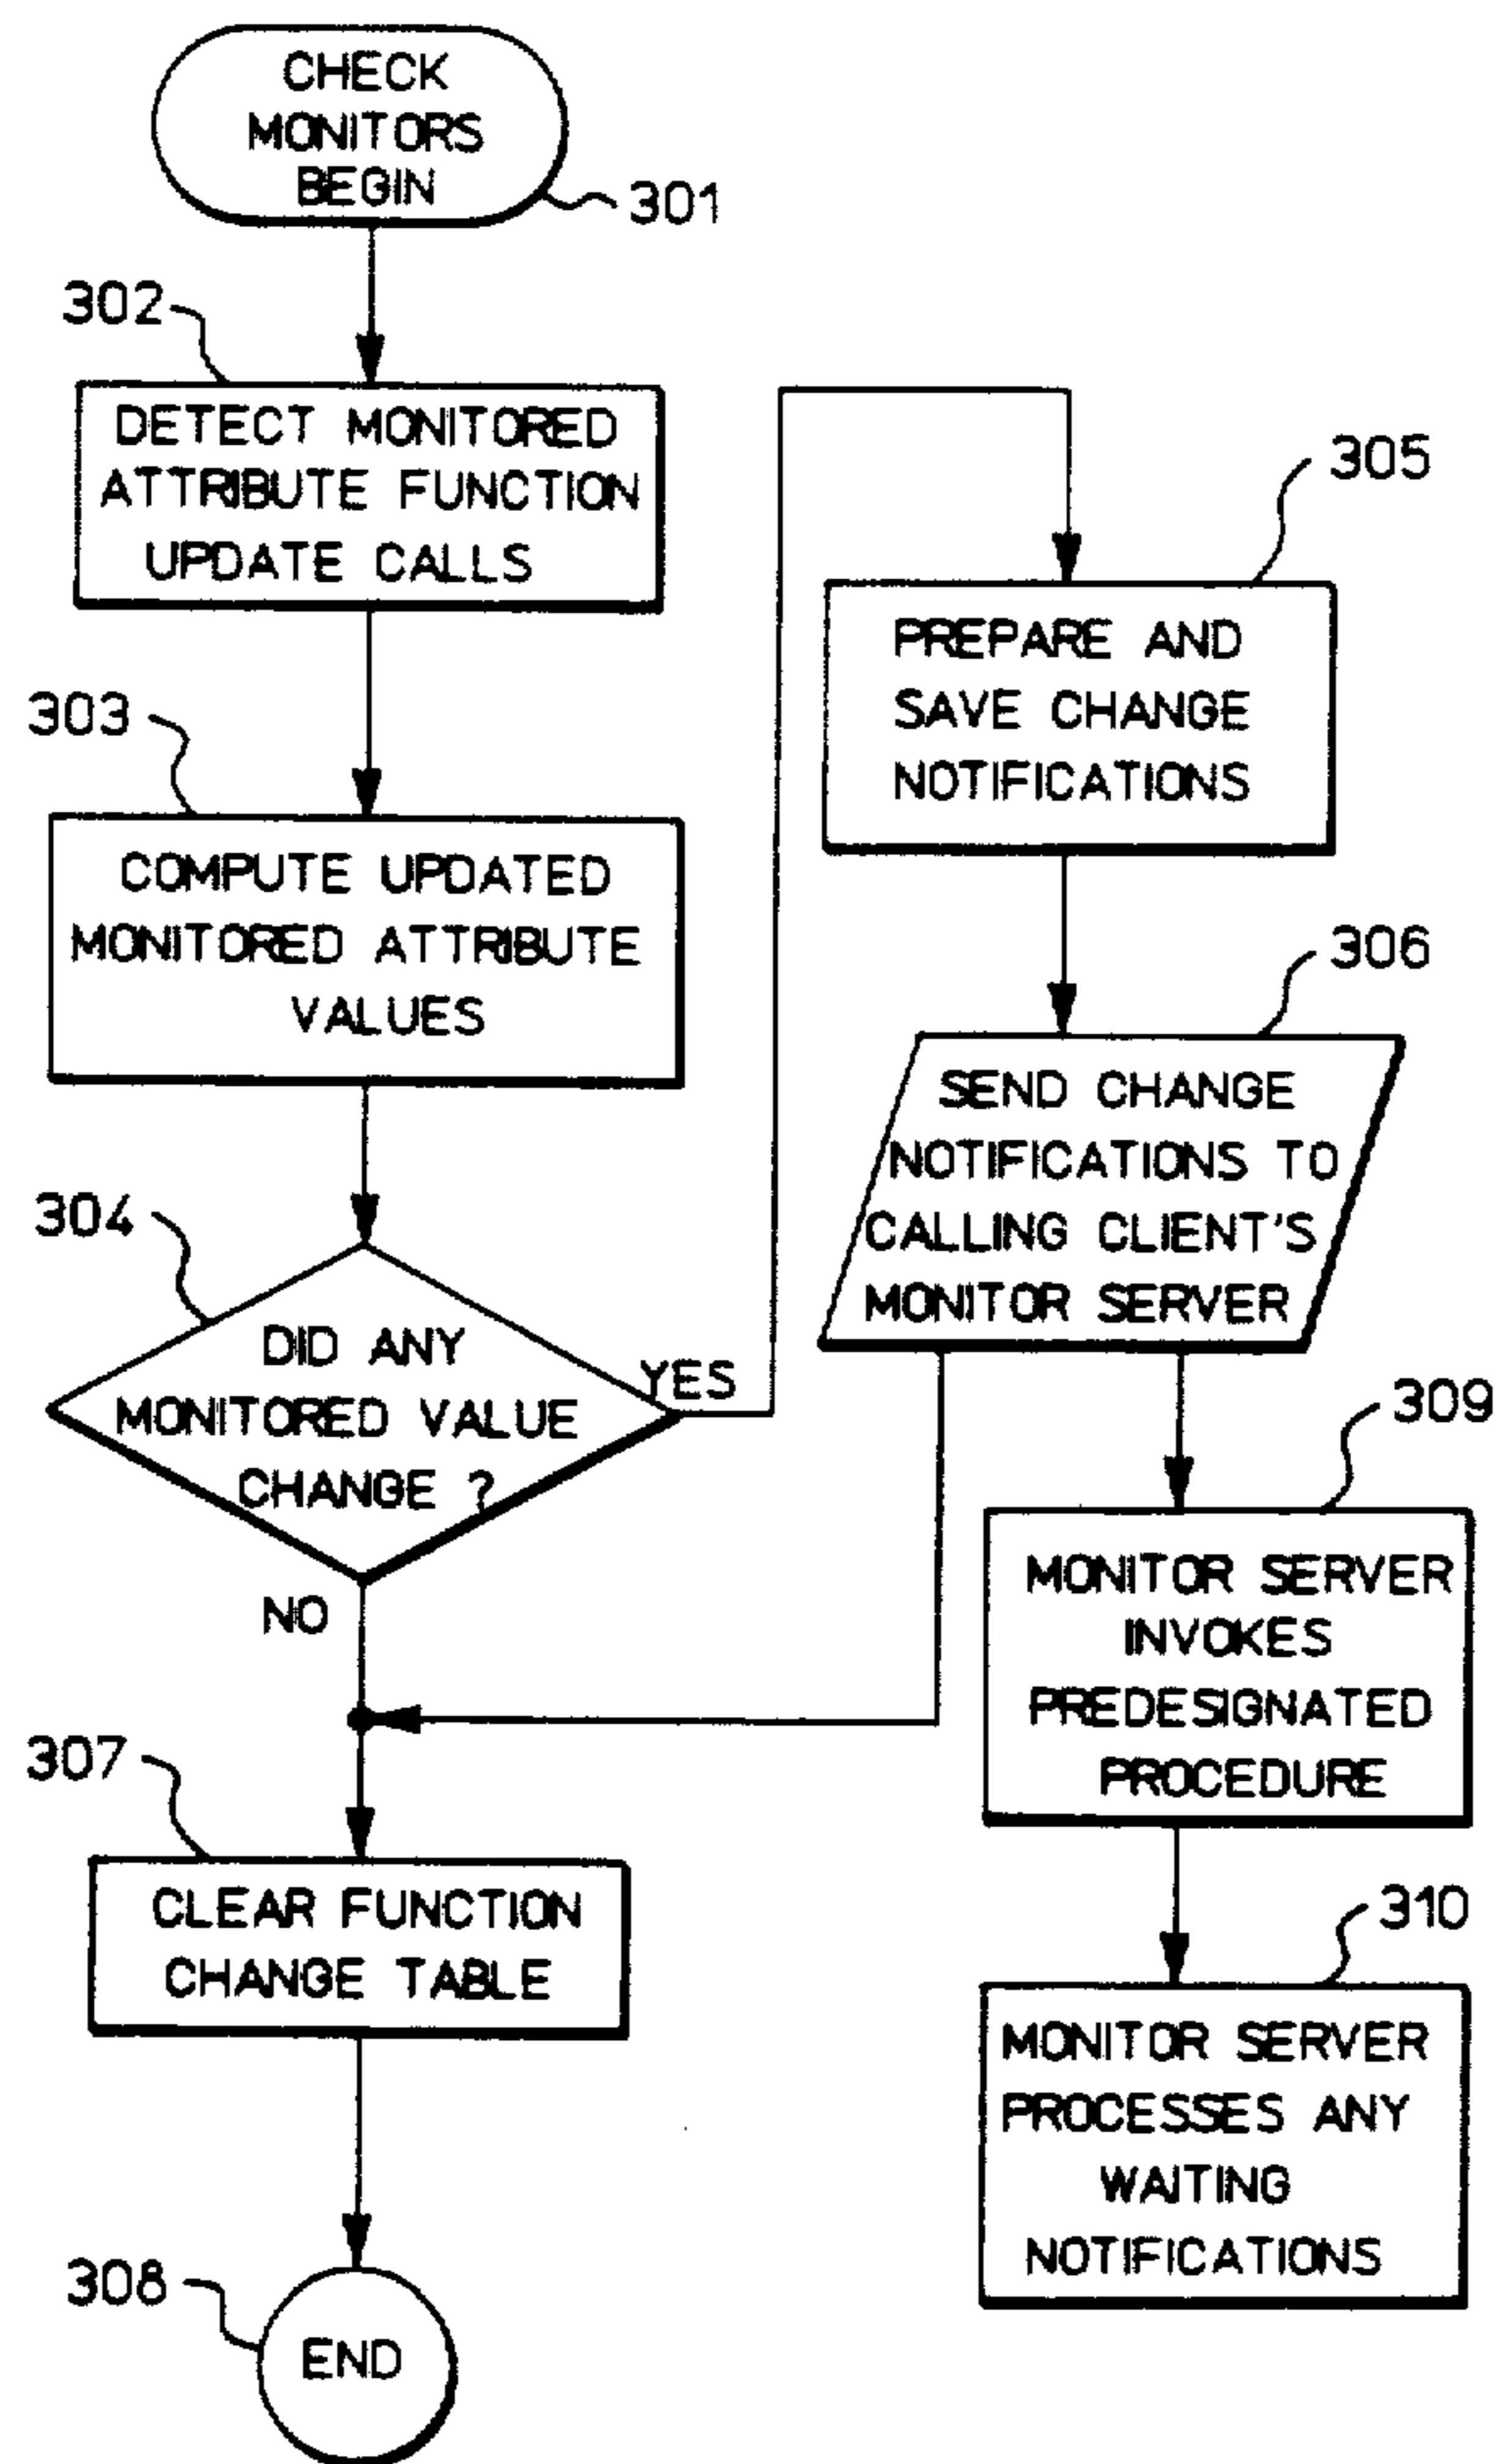 CHECK
MONITORS
BEGIN
301
302
DETECT MONITORED
ATTRIBUTE FUNCTION
UPDATE CALLS
303
COMPUTE UPDATED
MONITORED ATTRIBUTE
VALUES
304
DID ANY
MONITORED VALUE
CHANGE ?
YES
NO
305
PREPARE AND
SAVE CHANGE
NOTIFICATIONS
306
SEND CHANGE
NOTIFICATIONS TO
CALLING CLIENT'S
MONITOR SERVER
307
CLEAR FUNCTION
CHANGE TABLE
308
END
309
MONITOR SERVER
INVOKES
PREDESIGNATED
PROCEDURE
310
MONITOR SERVER
PROCESSES ANY
WAITING
NOTIFICATIONS